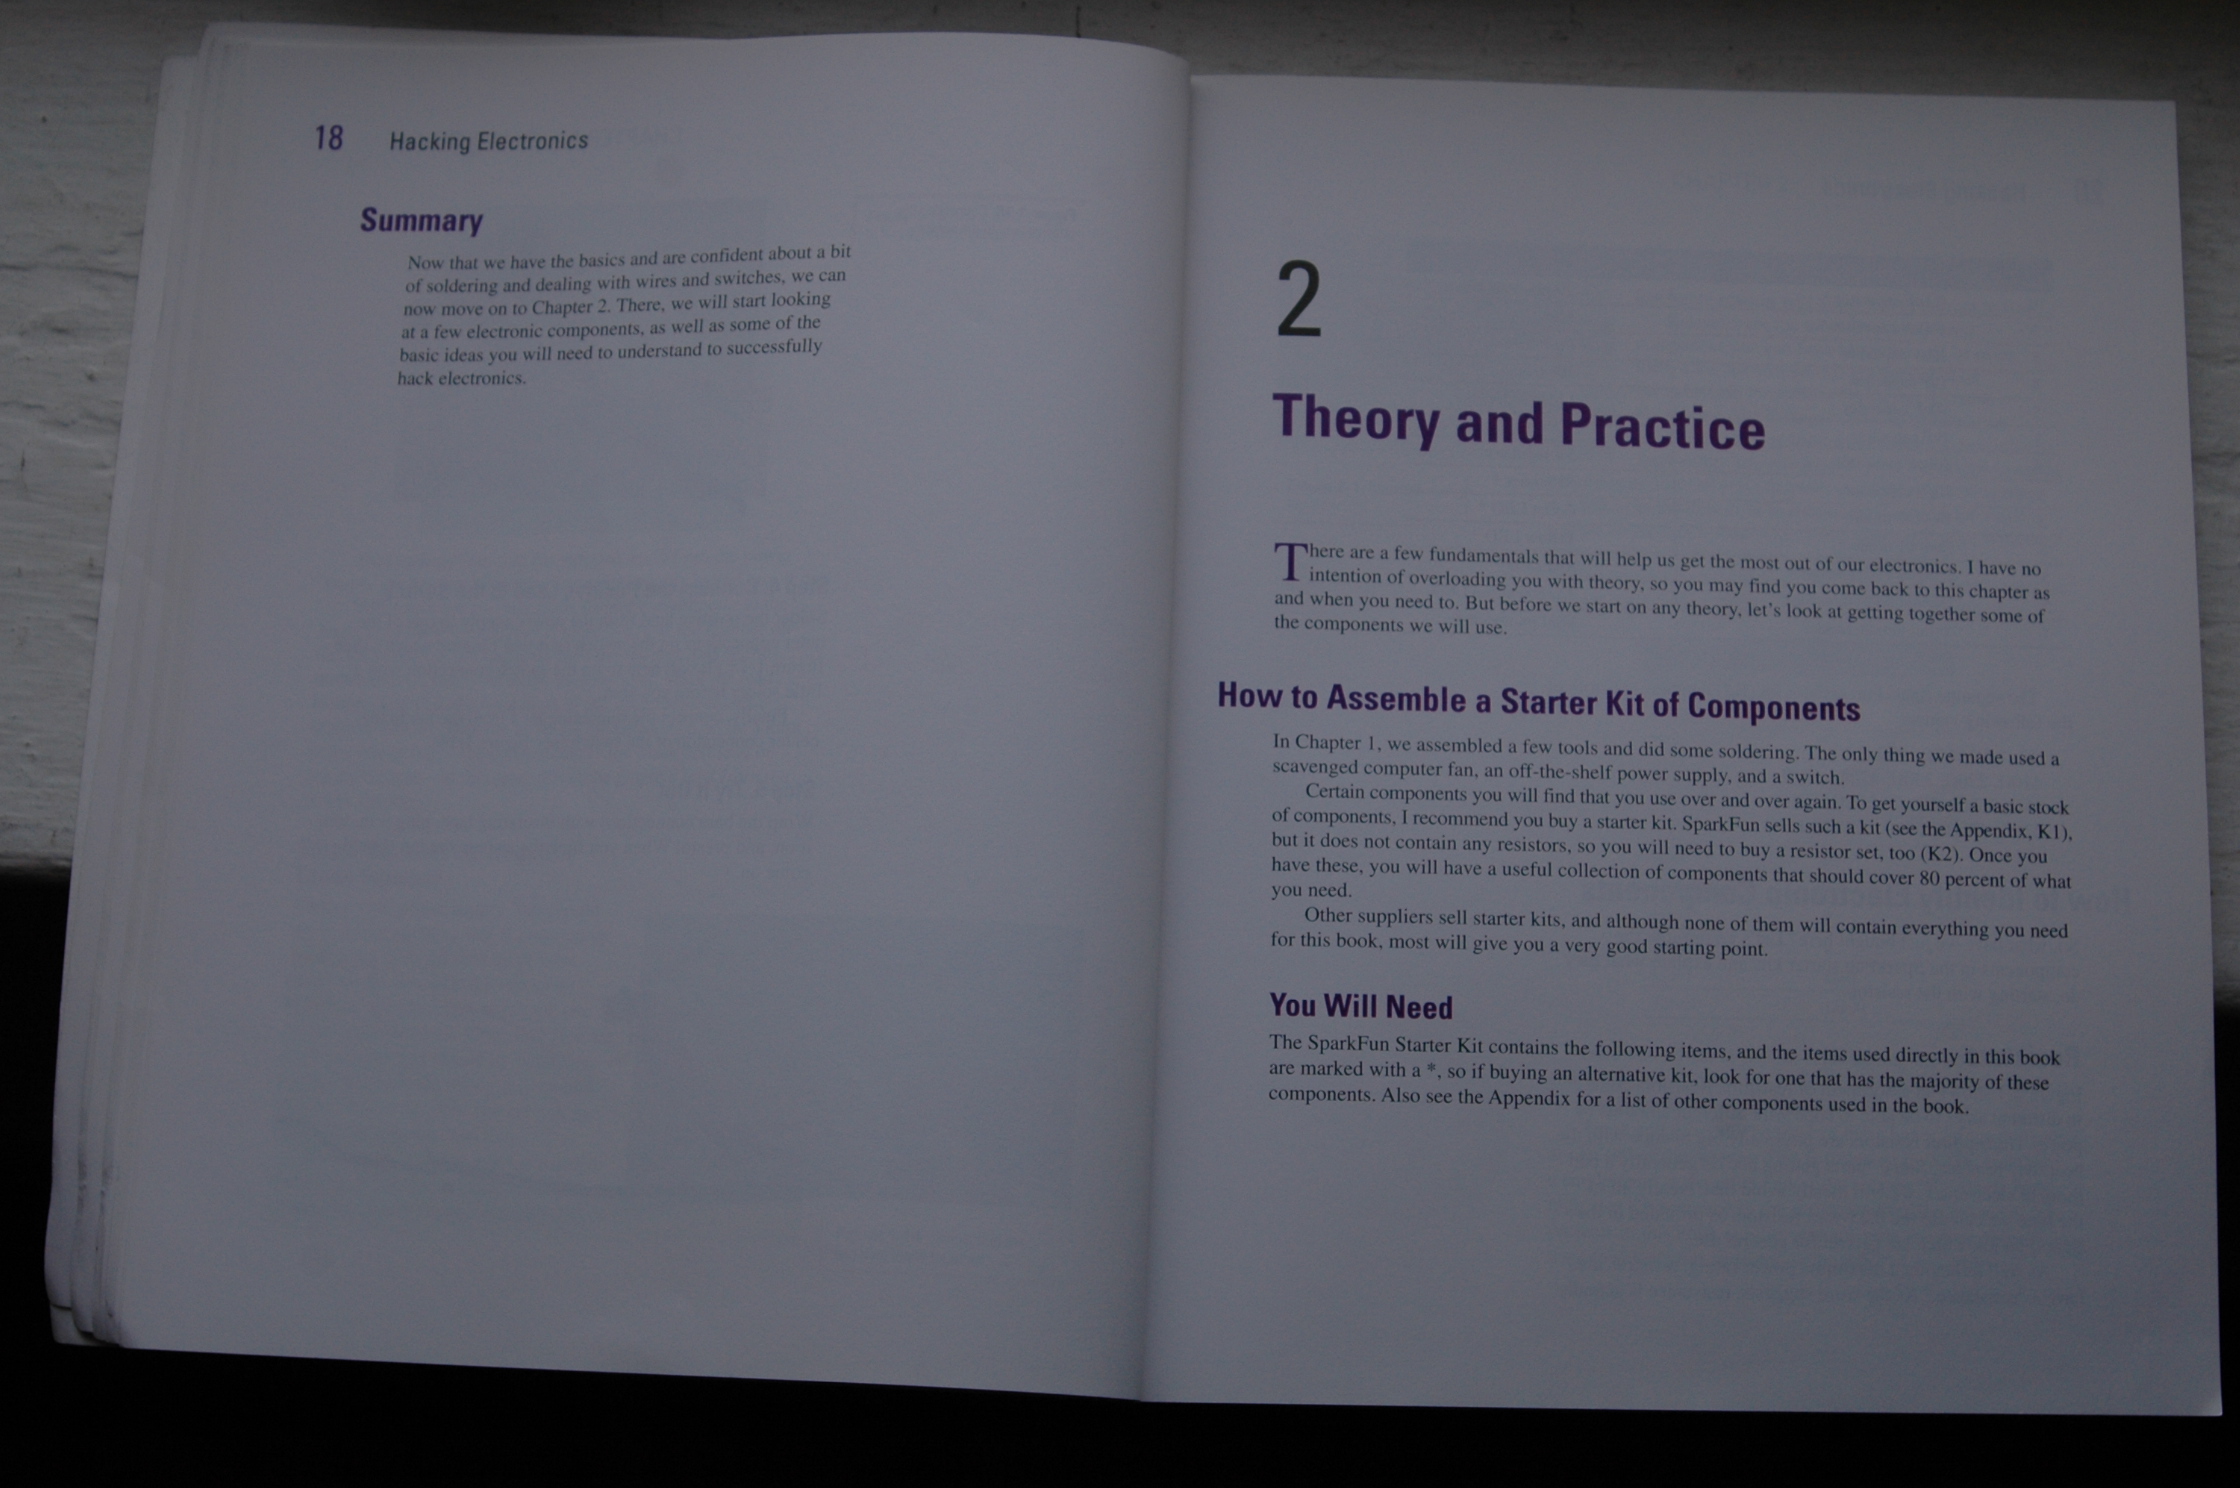 18 Hacking Electronics
Summary
Now that we have the basics and are confident about a bit
of soldering and dealing with wires and switches, we can
now move on to Chapter 2. There, we will start looking
at a few electronic components, as well as some of the
basic ideas you will need to understand to successfully
hack electronics.
2
Theory and Practice
There are a few fundamentals that will help us get the most out of our electronics. I have no
intention of overloading you with theory, so you may find you come back to this chapter as
and when you need to. But before we start on any theory, let's look at getting together some of
the components we will use.
How to Assemble a Starter Kit of Components
In Chapter 1, we assembled a few tools and did some soldering. The only thing we made used a
scavenged computer fan, an off-the-shelf power supply, and a switch.
Certain components you will find that you use over and over again. To get yourself a basic stock
of components, I recommend you buy a starter kit. SparkFun sells such a kit (see the Appendix, K1),
but it does not contain any resistors, so you will need to buy a resistor set, too (K2). Once you
have these, you will have a useful collection of components that should cover 80 percent of what
you need.
Other suppliers sell starter kits, and although none of them will contain everything you need
for this book, most will give you a very good starting point.
You Will Need
The SparkFun Starter Kit contains the following items, and the items used directly in this book
are marked with a *, so if buying an alternative kit, look for one that has the majority of these
components. Also see the Appendix for a list of other components used in the book.